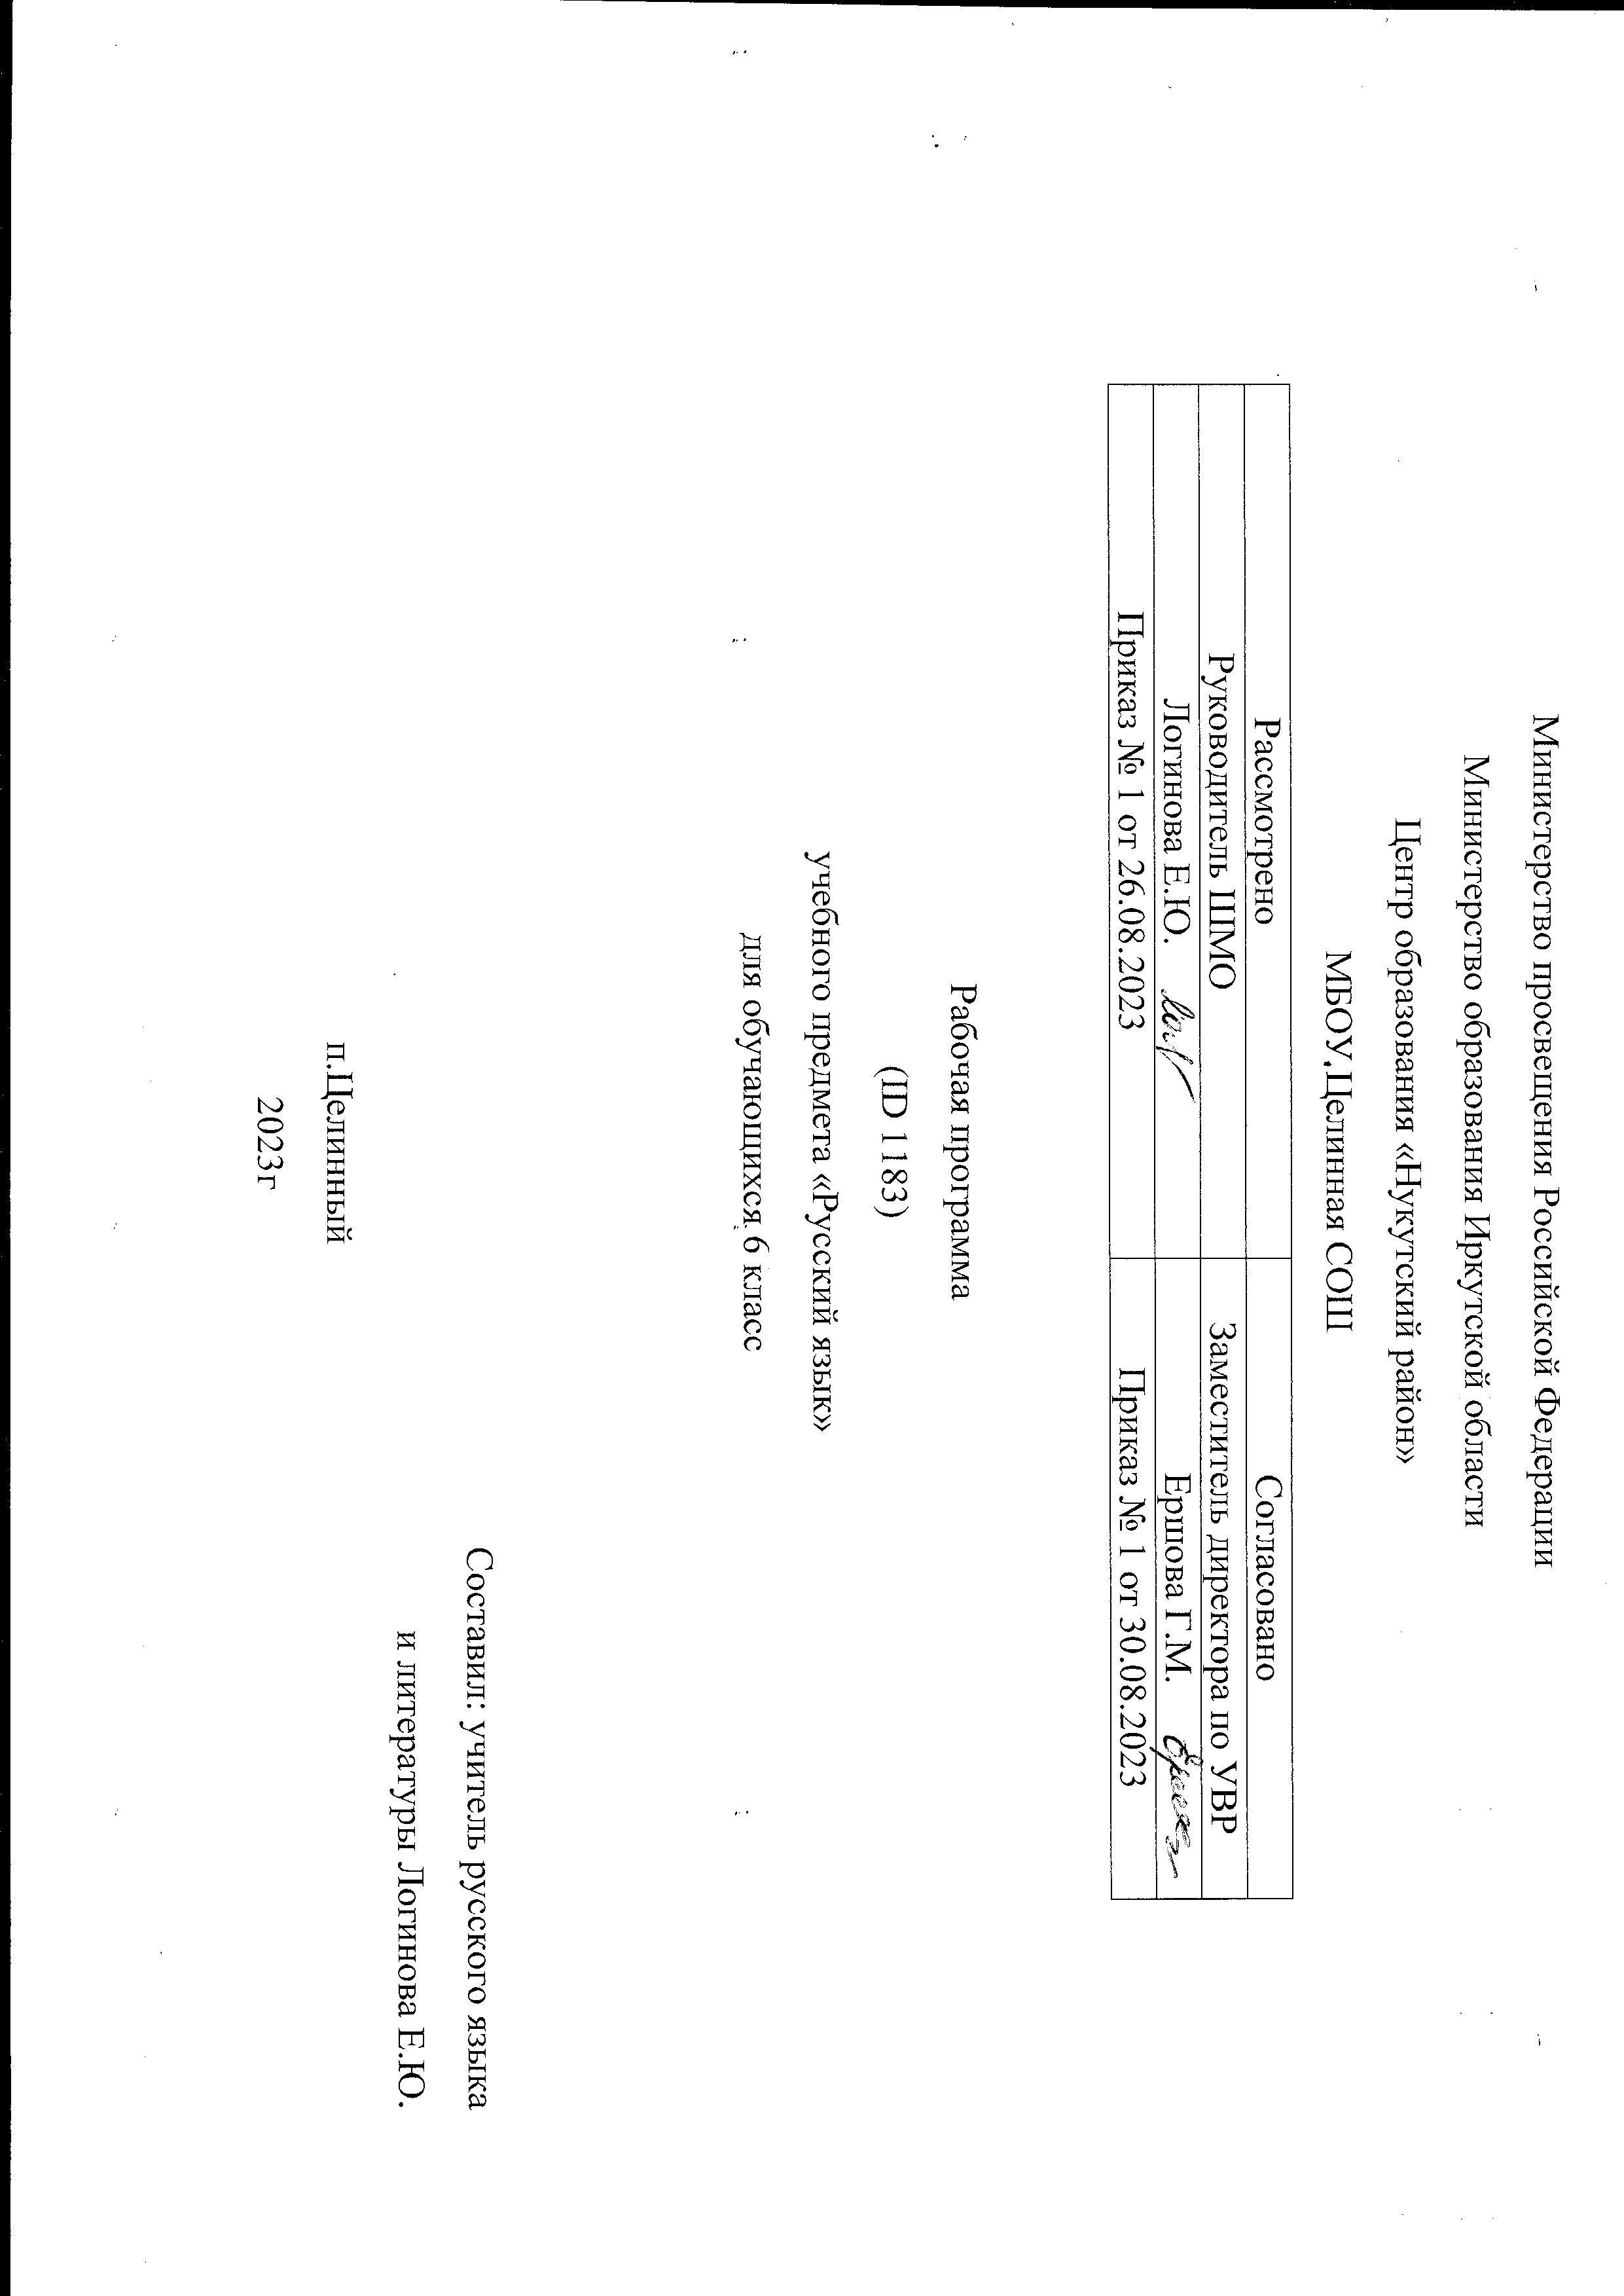 Министерство просвещения Российской Федерации
Министерство образования Иркутской области
Центр образования «Нукутский район»
МБОУ Целинная СОШ
Рассмотрено
Согласовано
Руководитель ШМО
Заместитель директора по УВР
Логинова Е.Ю.
Ершова Г.М.
Приказ № 1 от 26.08.2023
Приказ № 1 от 30.08.2023
Рабочая программа
(ID 1183)
учебного предмета «Русский язык»
для обучающихся 6 класс
Составил: учитель русского языка
и литературы Логинова Е.Ю.
п.Целинный
2023г